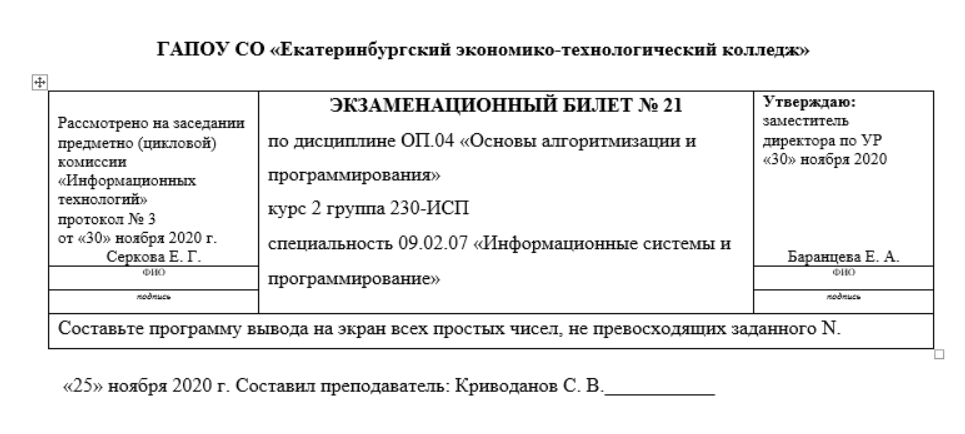 ГАПОУ СО «Екатеринбургский экономико-технологический колледж»
Рассмотрено на заседании
предметно (цикловой)
комиссии
«Информационных
технологий»
протокол № 3
от «30» ноября 2020 г.
Серкова Е. Г.
ФИО
подпись
ЭКЗАМЕНАЦИОННЫЙ БИЛЕТ № 21
по дисциплине ОП.04 «Основы алгоритмизации и
программирования»
курс 2 группа 230-ИСП
специальность 09.02.07 «Информационные системы и
программирование»
Утверждаю:
заместитель
директора по УР
«30» ноября 2020
Баранцева Е. А.
ФИО
подпись
Составьте программу вывода на экран всех простых чисел, не превосходящих заданного N.
«25» ноября 2020 г. Составил преподаватель: Криводанов С. В.___________